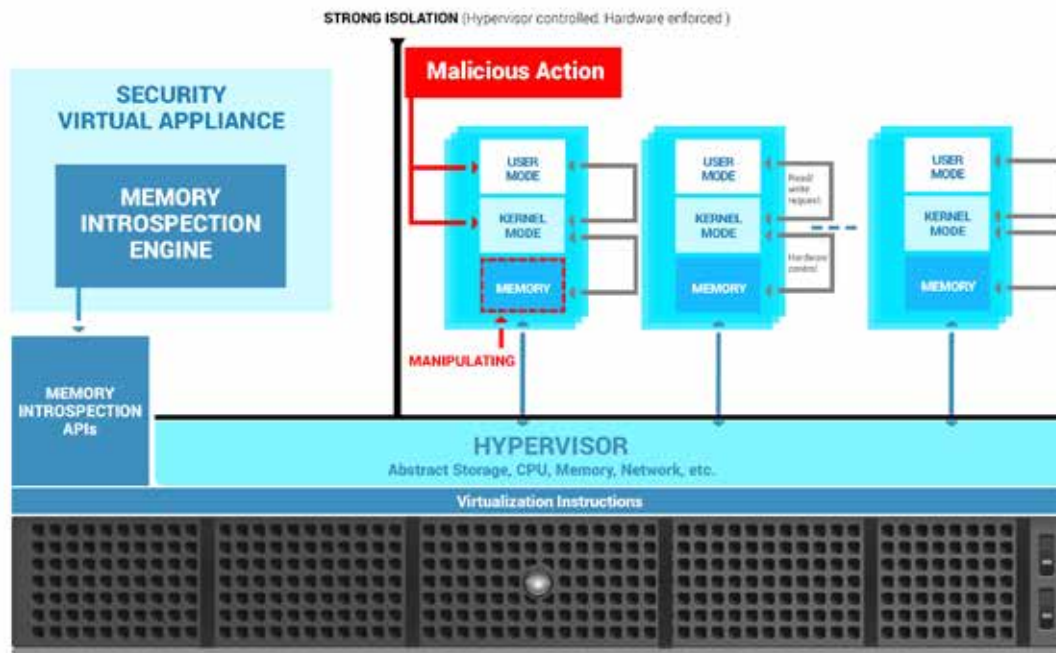 STRONG ISOLATION (Hypervisor controlled. Hardware enforced )
Malicious Action
SECURITY
VIRTUAL APPLIANCE
MEMORY
INTROSPECTION
ENGINE
MEMORY
INTROSPECTION
APIs
USER
MODE
KERNEL
MODE
MEMORY
MANIPULATING
USER
MODE
KERNEL
MODE
MEMORY
Read/
write
request
Hardware
control
USER
MODE
KERNEL
MODE
MEMORY
HYPERVISOR
Abstract Storage, CPU, Memory, Network, etc.
Virtualization Instructions